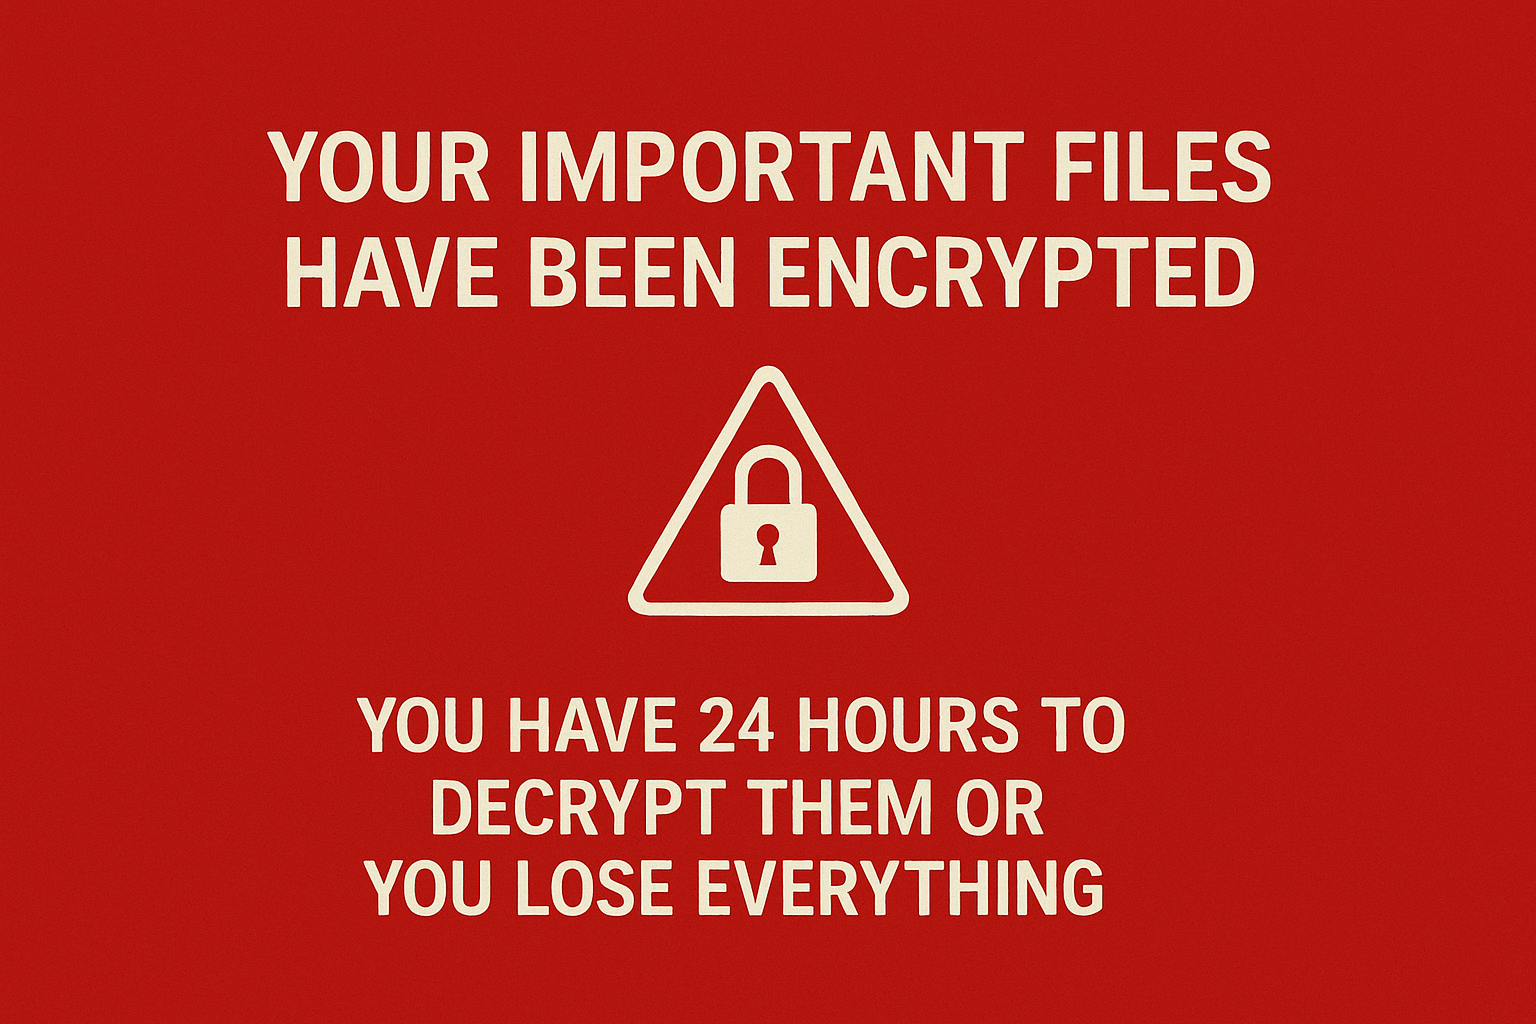 YOUR IMPORTANT FILES
HAVE BEEN ENCRYPTED
YOU HAVE 24 HOURS TO
DECRYPT THEM OR
YOU LOSE EVERYTHING